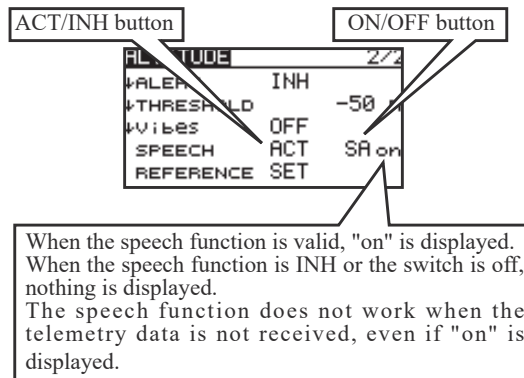 ACT/INH button
ON/OFF button
2/2
INH
↓THRESHOLD -50
↓Vibes OFF
SPEECH ACT SA on
REFERENCE SET
When the speech function is valid, "on" is displayed.
When the speech function is INH or the switch is off,
nothing is displayed.
The speech function does not work when the
telemetry data is not received, even if "on" is
displayed.